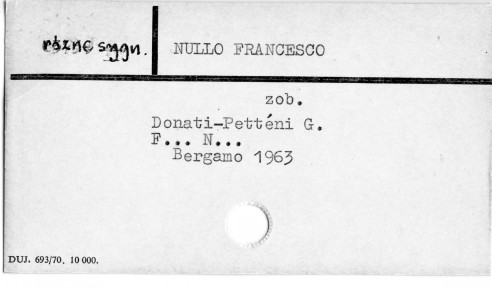 różne sygn.
NULLO FRANCESCO
zob.
Donati-Petténi G.
F... N...
Bergamo 1963
DUJ. 693/70. 10 000.